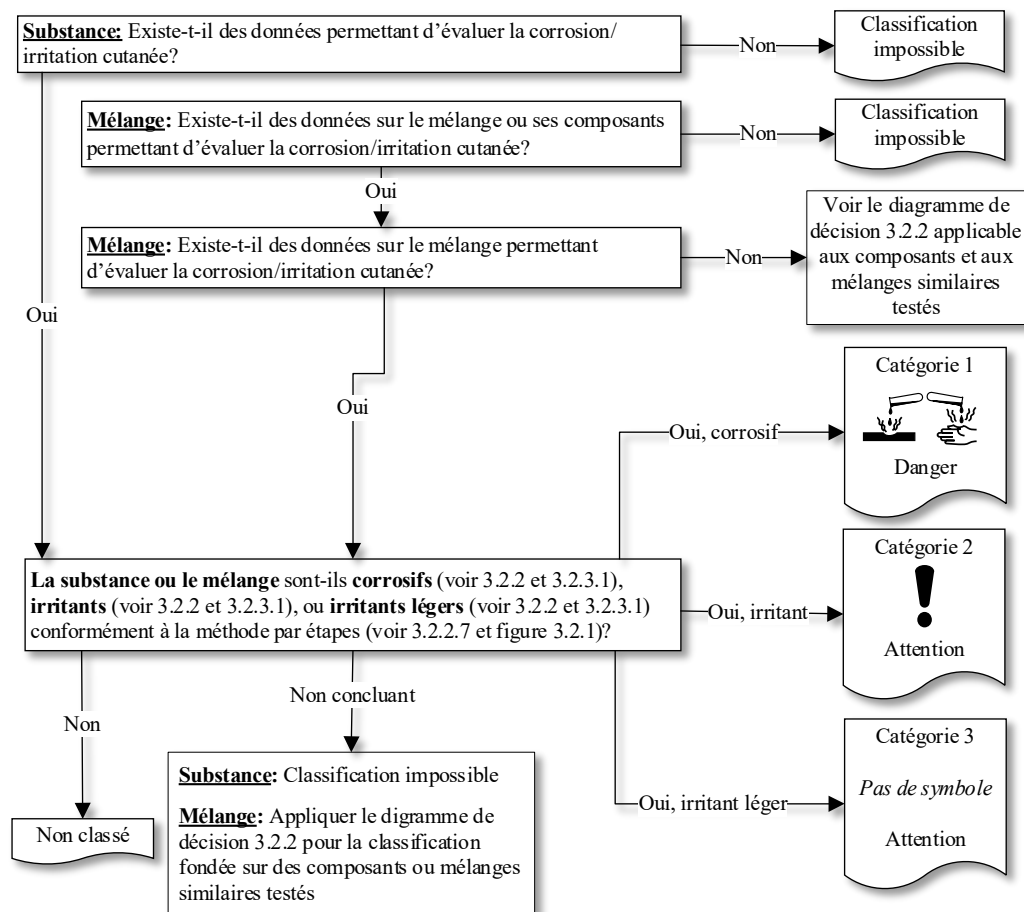 Substance: Existe-t-il des données permettant d’évaluer la corrosion/
irritation cutanée?
Non
Classification
impossible
Mélange: Existe-t-il des données sur le mélange ou ses composants
permettant d’évaluer la corrosion/irritation cutanée?
Non
Classification
impossible
Oui
Mélange: Existe-t-il des données sur le mélange permettant
d’évaluer la corrosion/irritation cutanée?
Non
Voir le diagramme de
décision 3.2.2 applicable
aux composants et aux
mélanges similaires
testés
Oui
Oui
Oui, corrosif
Catégorie 1
Danger
La substance ou le mélange sont-ils corrosifs (voir 3.2.2 et 3.2.3.1),
irritants (voir 3.2.2 et 3.2.3.1), ou irritants légers (voir 3.2.2 et 3.2.3.1)
conformément à la méthode par étapes (voir 3.2.2.7 et figure 3.2.1)?
Oui, irritant
Catégorie 2
!
Attention
Non
Non concluant
Oui, irritant léger
Catégorie 3
Pas de symbole
Attention
Non classé
Substance: Classification impossible
Mélange: Appliquer le digramme de
décision 3.2.2 pour la classification
fondée sur des composants ou mélanges
similaires testés